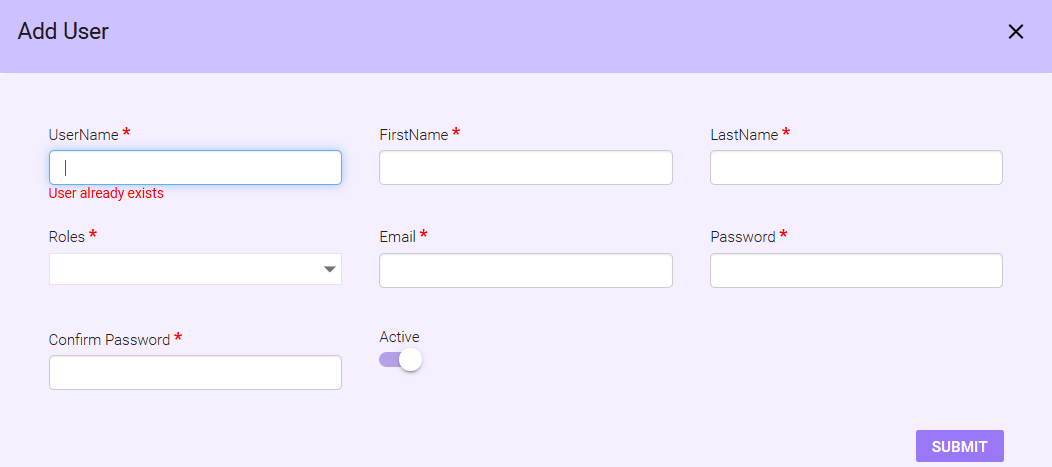 Add User
UserName *
FirstName *
LastName *
User already exists
Roles *
Email *
Password *
Confirm Password *
Active
SUBMIT